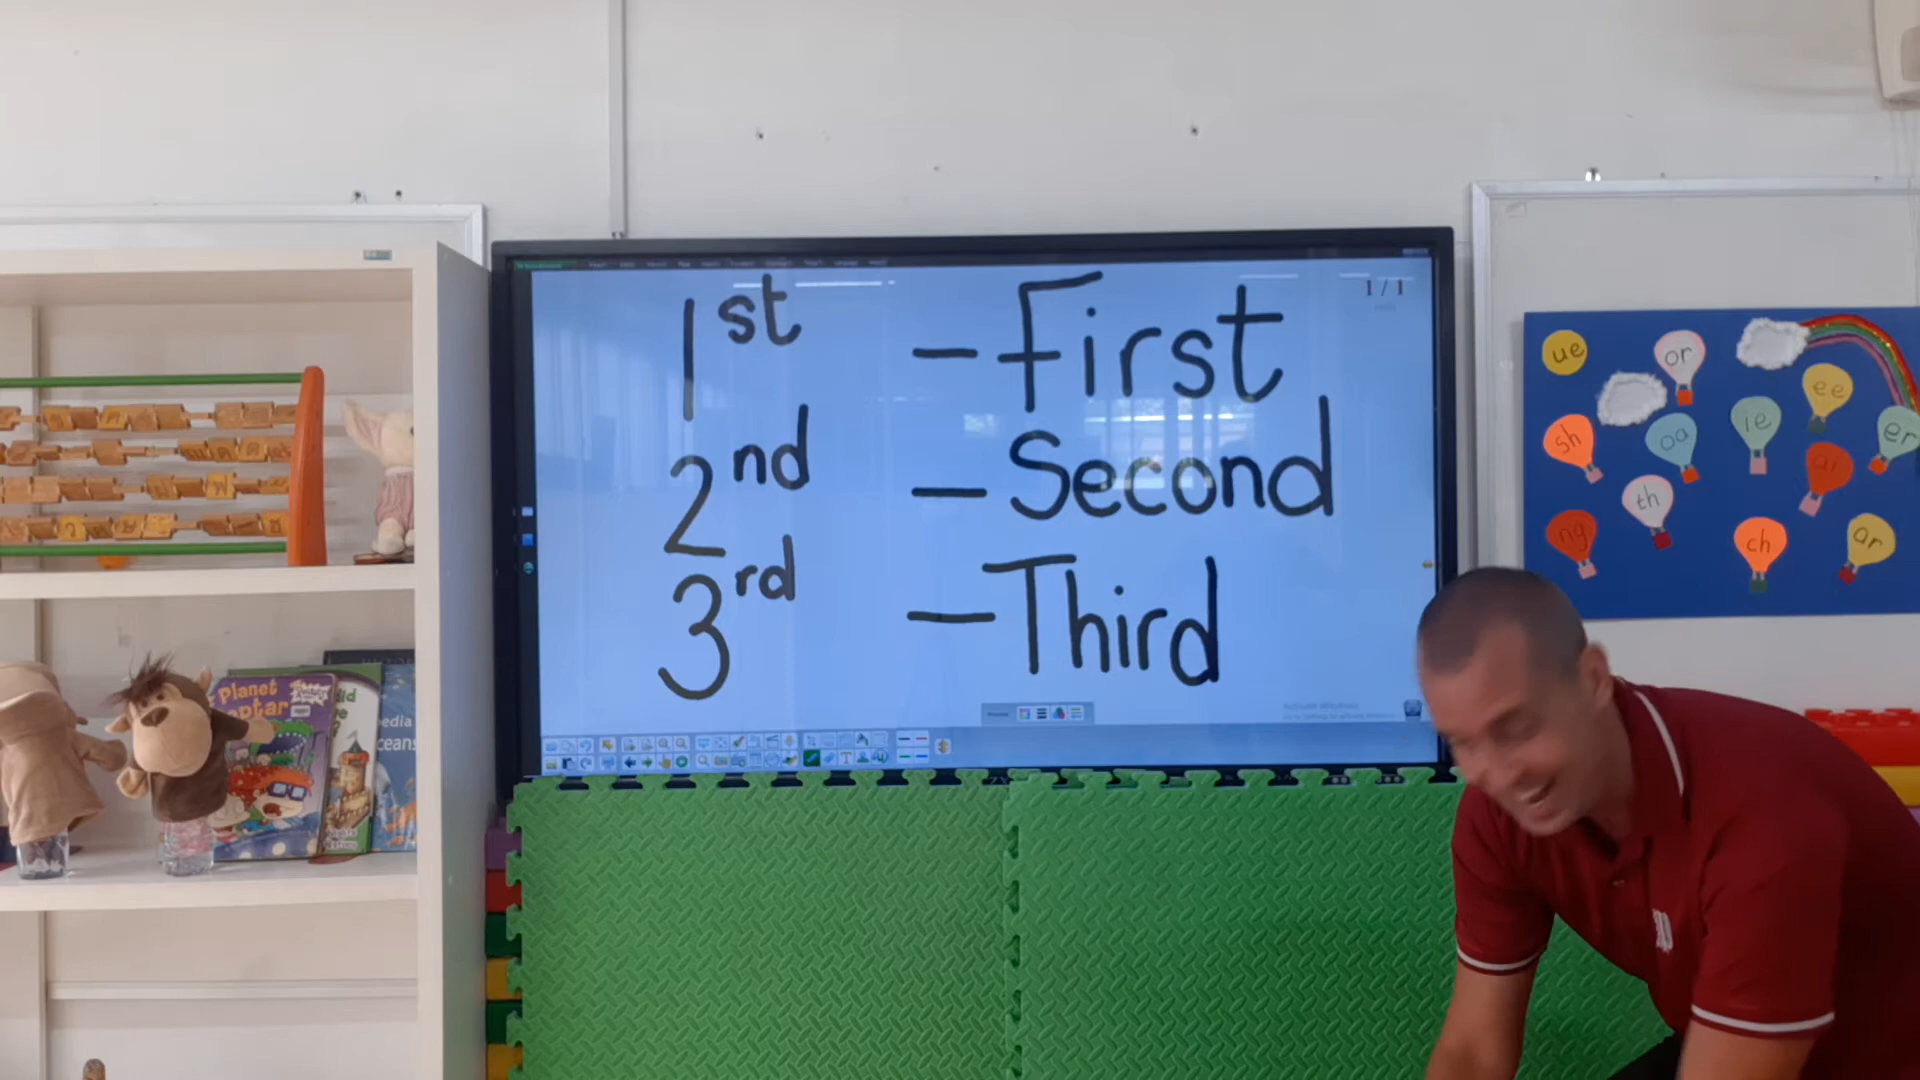 1st - First
2nd - Second
3rd - Third
1/1
ue
or
ee
sh
oa
ie
er
th
ng
ch
ar
Planet